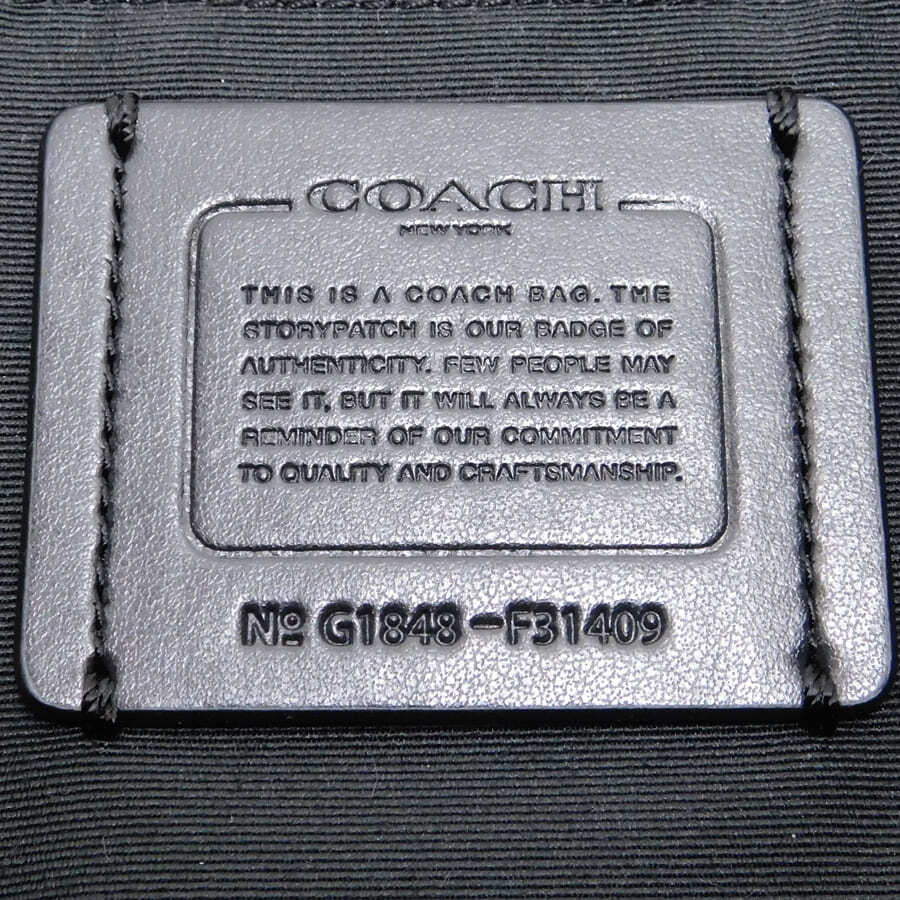 COACH
NEW YORK
THIS IS A COACH BAG. THE
STORYPATCH IS OUR BADGE OF
AUTHENTICITY. FEW PEOPLE MAY
SEE IT, BUT IT WILL ALWAYS BE A
REMINDER OF OUR COMMITMENT
TO QUALITY AND CRAFTSMANSHIP.
Nº G1848-F31409